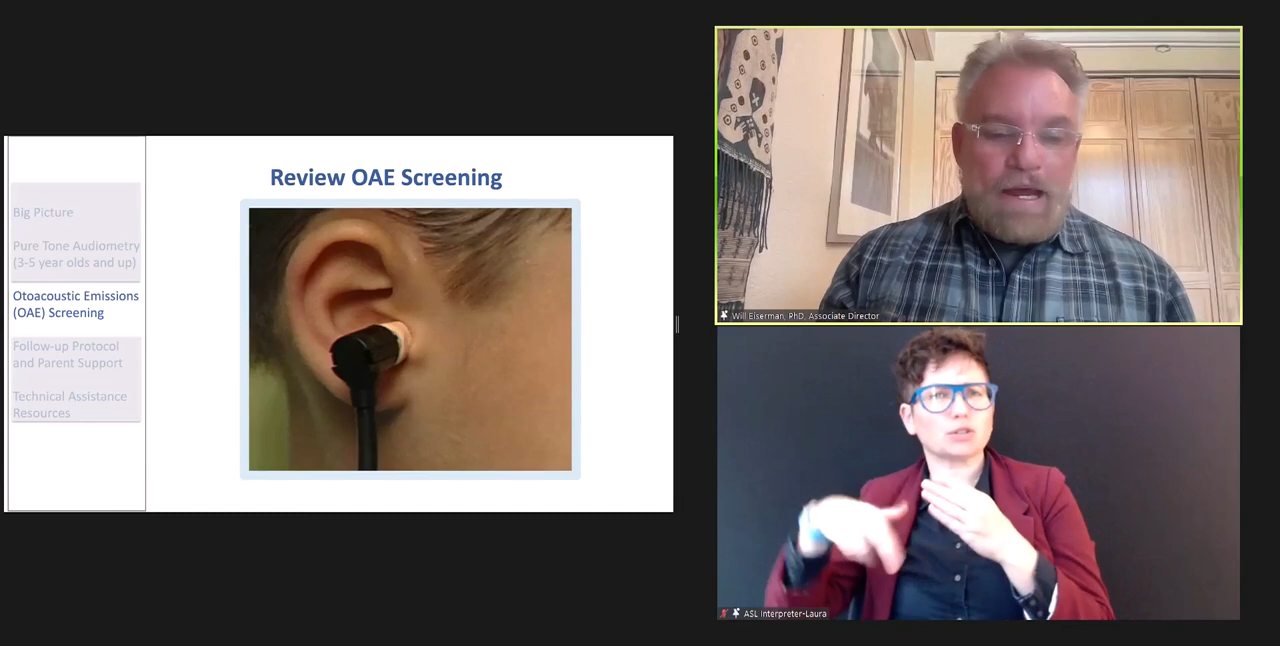 Review OAE Screening
Big Picture
Pure Tone Audiometry
(3-5 year olds and up)
Otoacoustic Emissions
(OAE) Screening
Follow-up Protocol
and Parent Support
Technical Assistance
Resources
Will Eiserman, PhD, Associate Director
ASL Interpreter-Laura